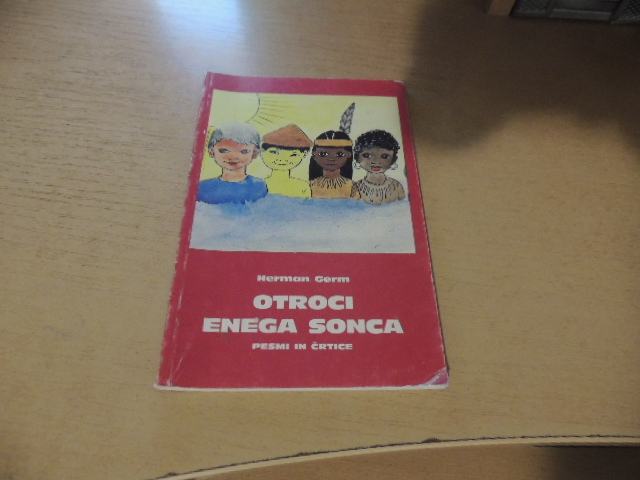 Herman Germ
OTROCI
ENEGA SONCA
PESMI IN ČRTICE